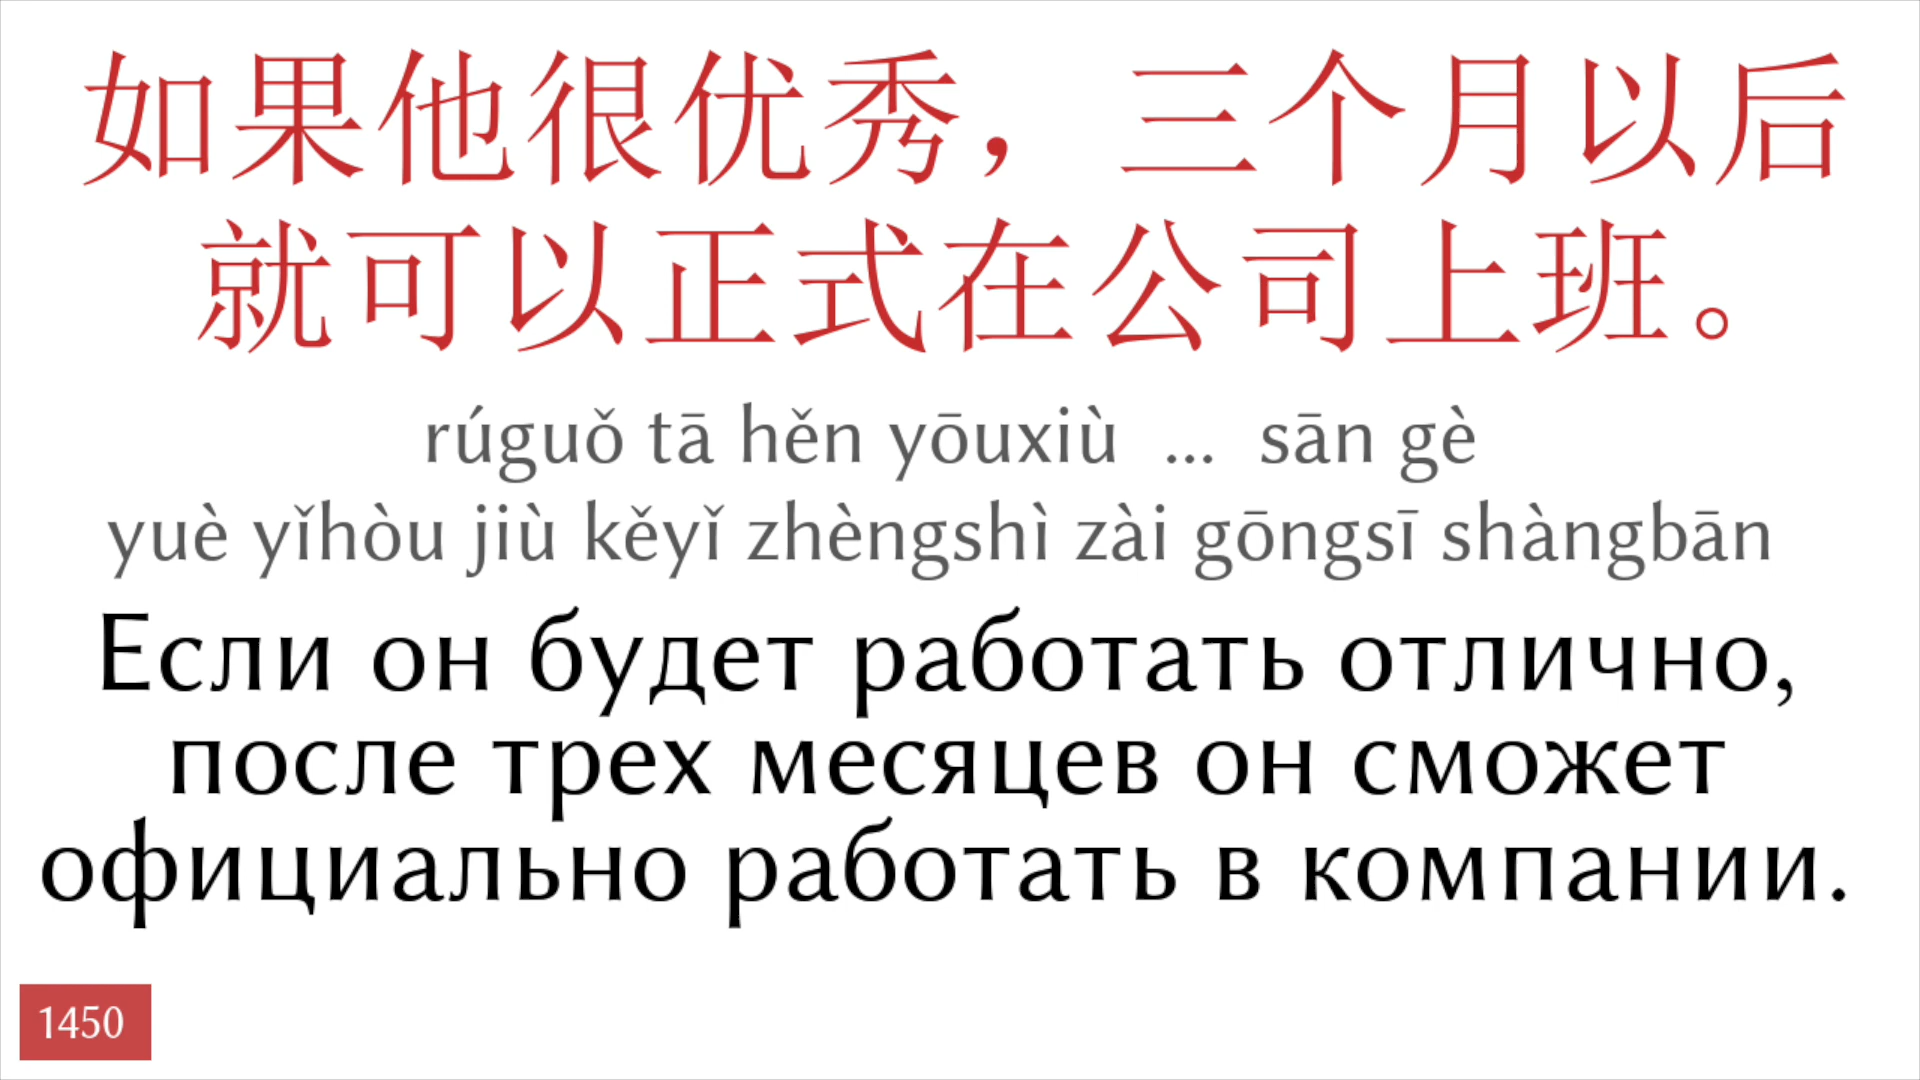 如果他很优秀，三个月以后
就可以正式在公司上班。
rúguǒ tā hěn yōuxiù ... sān gè
yuè yǐhòu jiù kěyǐ zhèngshì zài gōngsī shàngbān
Если он будет работать отлично,
после трех месяцев он сможет
официально работать в компании.
1450